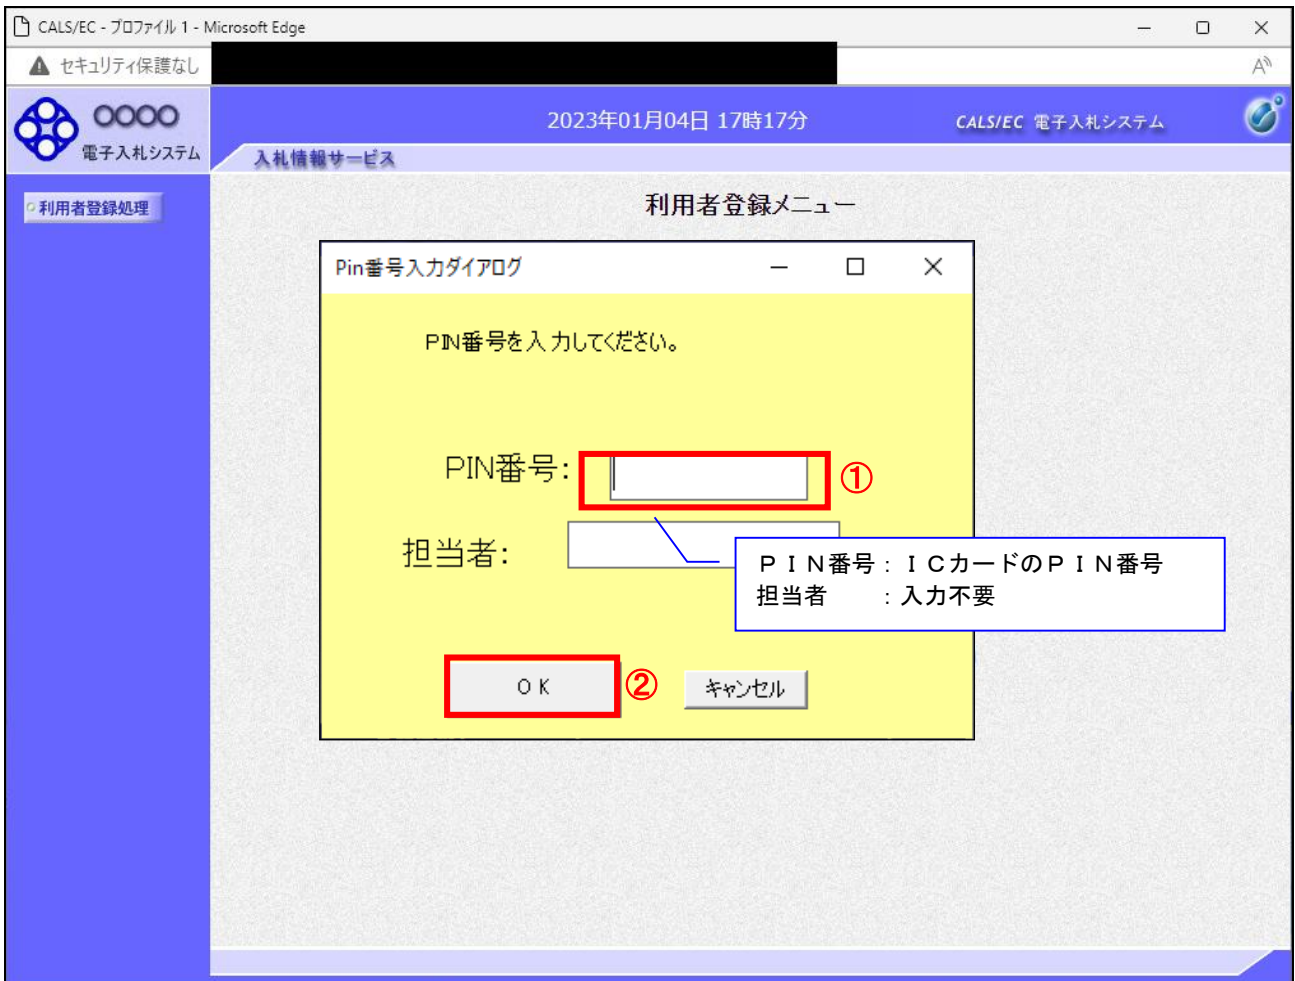 CALS/EC - プロファイル 1 - Microsoft Edge
セキュリティ保護なし
OOOO
電子入札システム
2023年01月04日 17時17分
CALS/EC 電子入札システム
入札情報サービス
利用者登録処理
利用者登録メニュー
Pin番号入力ダイアログ
PIN番号を入力してください。
PIN番号:
①
担当者:
PIN番号：ICカードのPIN番号
担当者　　：入力不要
OK
②
キャンセル